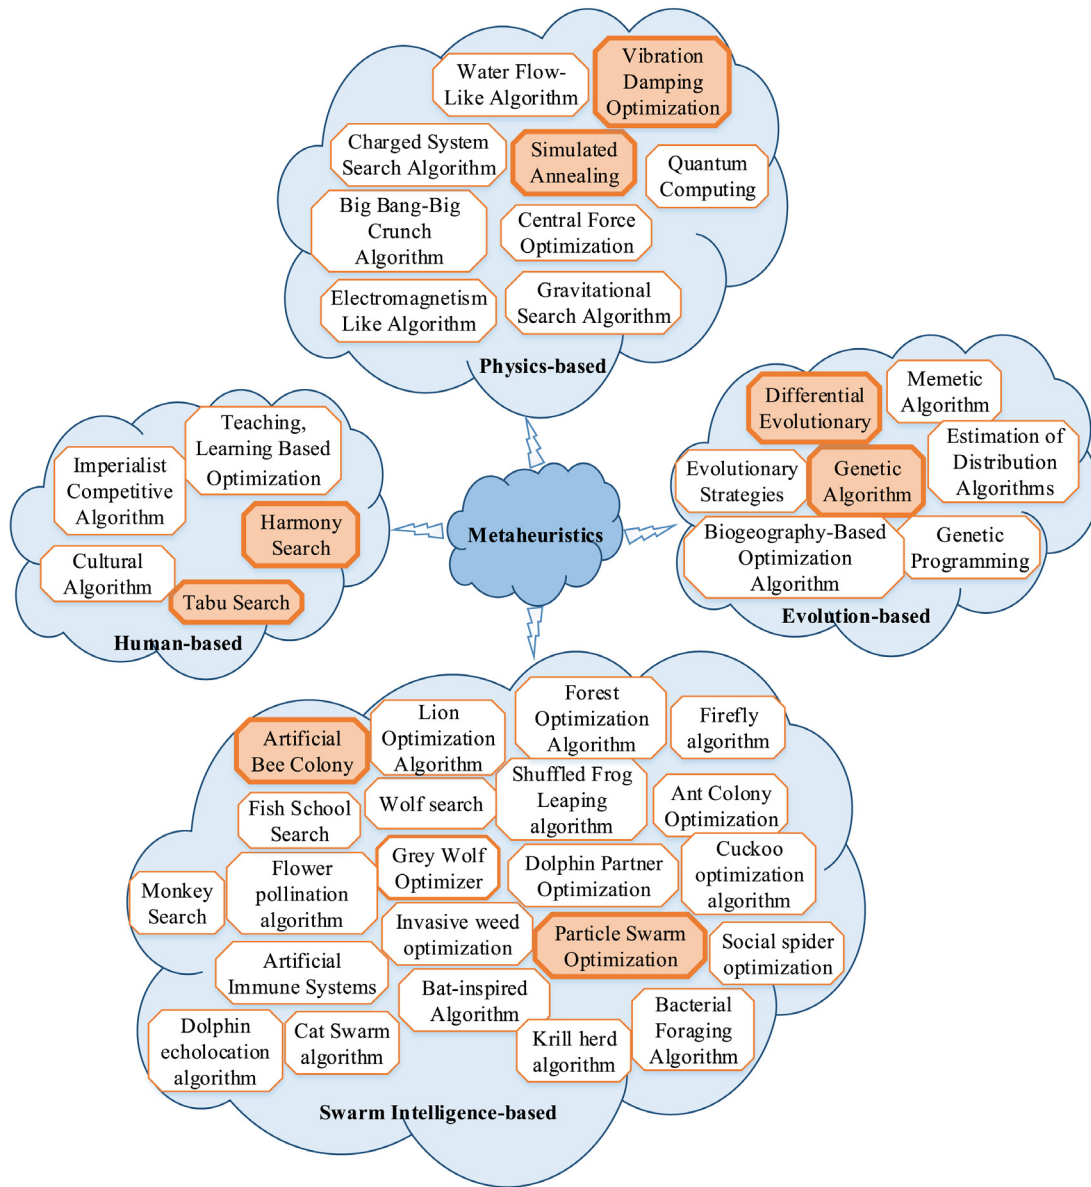 Water Flow-
Like Algorithm
Vibration
Damping
Optimization
Charged System
Search Algorithm
Simulated
Annealing
Quantum
Computing
Big Bang-Big
Crunch
Algorithm
Central Force
Optimization
Electromagnetism
Like Algorithm
Gravitational
Search Algorithm
Physics-based
Teaching,
Learning Based
Optimization
Imperialist
Competitive
Algorithm
Harmony
Search
Cultural
Algorithm
Tabu Search
Human-based
Metaheuristics
Differential
Evolutionary
Memetic
Algorithm
Estimation of
Distribution
Algorithms
Evolutionary
Strategies
Genetic
Algorithm
Biogeography-Based
Optimization
Algorithm
Genetic
Programming
Evolution-based
Artificial
Bee Colony
Lion
Optimization
Algorithm
Forest
Optimization
Algorithm
Firefly
algorithm
Fish School
Search
Wolf search
Shuffled Frog
Leaping
algorithm
Ant Colony
Optimization
Monkey
Search
Flower
pollination
algorithm
Grey Wolf
Optimizer
Dolphin Partner
Optimization
Cuckoo
optimization
algorithm
Invasive weed
optimization
Particle Swarm
Optimization
Social spider
optimization
Artificial
Immune Systems
Bat-inspired
Algorithm
Bacterial
Foraging
Algorithm
Dolphin
echolocation
algorithm
Cat Swarm
algorithm
Krill herd
algorithm
Swarm Intelligence-based